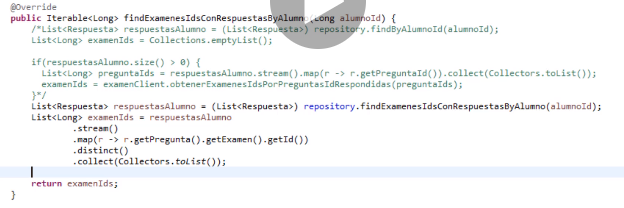 @Override
public Iterable<Long> findExamenesIdsConRespuestasByAlumno(Long alumnoId) {
/*List<Respuesta> respuestasAlumno = (List<Respuesta>) repository.findByAlumnoId(alumnoId);
List<Long> examenIds = Collections.emptyList();
if(respuestasAlumno.size() > 0) {
List<Long> preguntaIds = respuestasAlumno.stream().map(r -> r.getPreguntaId()).collect(Collectors.toList());
examenIds = examenClient.obtenerExamenesIdsPorPreguntasIdRespondidas(preguntaIds);
}*/
List<Respuesta> respuestasAlumno = (List<Respuesta>) repository.findExamenesIdsConRespuestasByAlumno(alumnoId);
List<Long> examenIds = respuestasAlumno
.stream()
.map(r -> r.getPregunta().getExamen().getId())
.distinct()
.collect(Collectors.toList());
return examenIds;
}